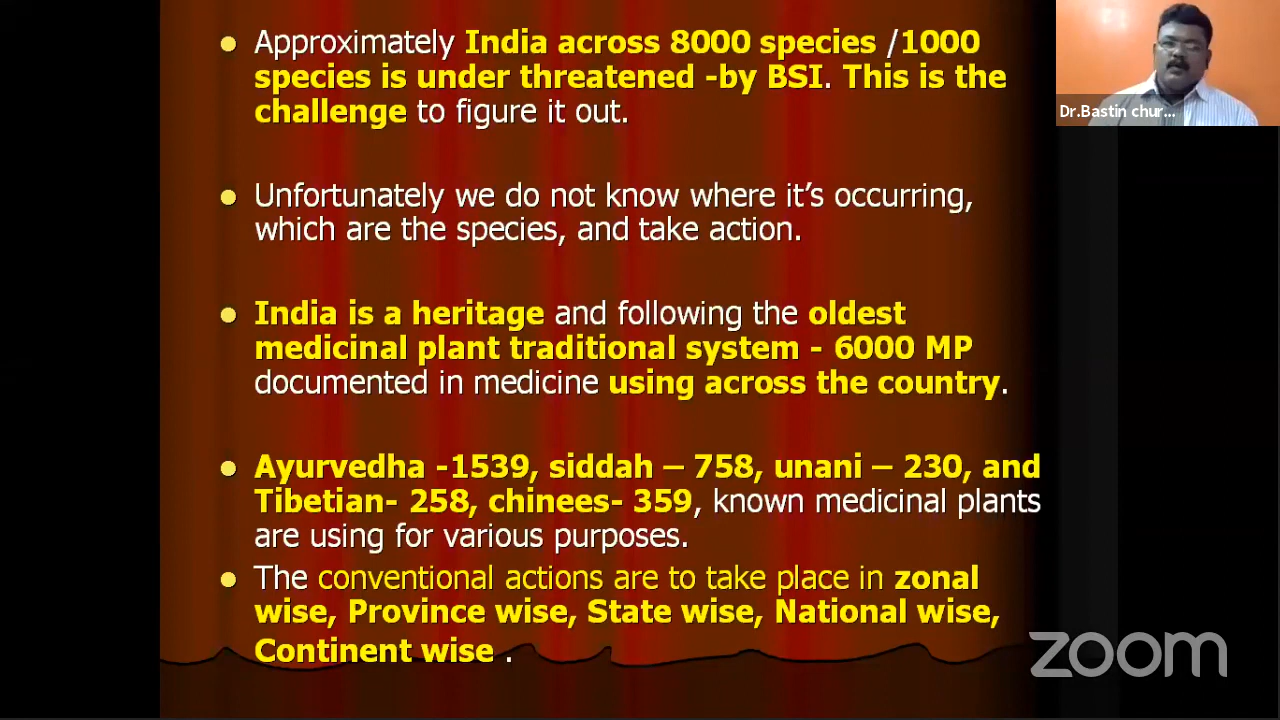 Approximately India across 8000 species /1000
species is under threatened -by BSI. This is the
challenge to figure it out.
Unfortunately we do not know where it's occurring,
which are the species, and take action.
India is a heritage and following the oldest
medicinal plant traditional system - 6000 MP
documented in medicine using across the country.
Ayurvedha -1539, siddah – 758, unani – 230, and
Tibetian- 258, chinees- 359, known medicinal plants
are using for various purposes.
The conventional actions are to take place in zonal
wise, Province wise, State wise, National wise,
Continent wise .
Dr.Bastin chur...
zoom